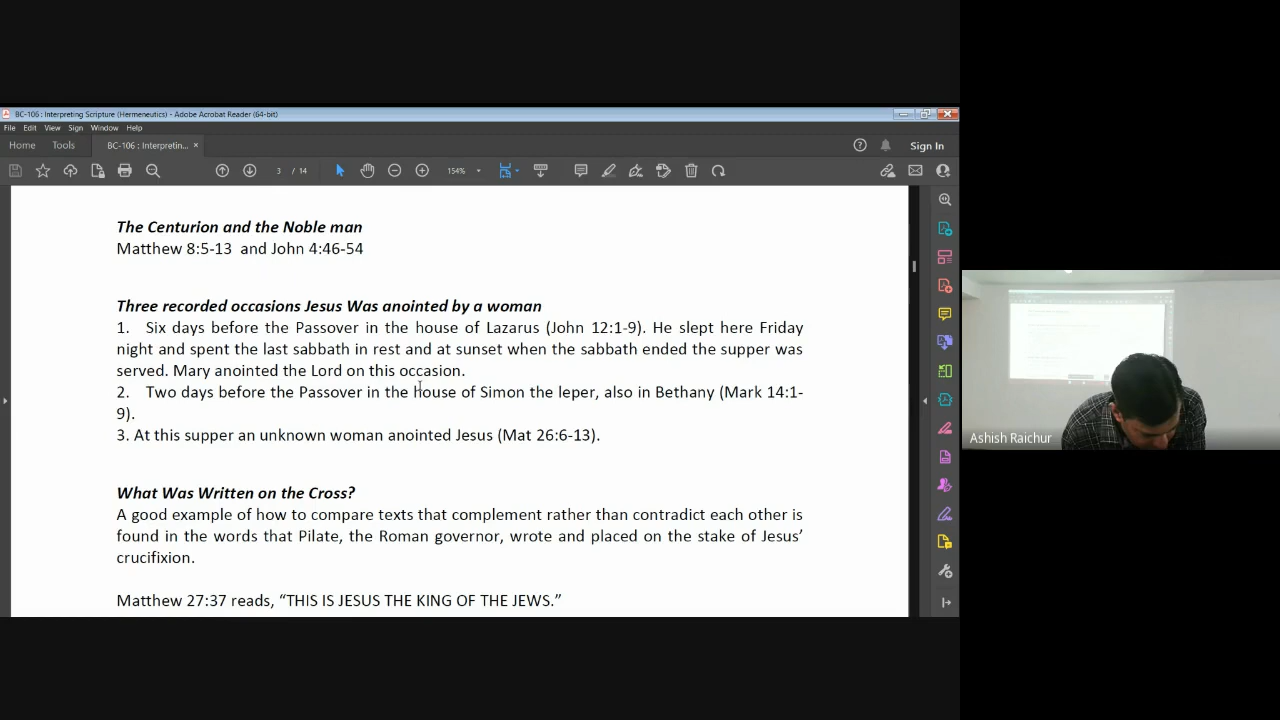 BC-106 : Interpreting Scripture (Hermeneutics) - Adobe Acrobat Reader (64-bit)
File Edit View Sign Window Help
Home Tools BC-106 : Interpretin... × Sign In
3 / 14 154%
The Centurion and the Noble man
Matthew 8:5-13 and John 4:46-54
Three recorded occasions Jesus Was anointed by a woman
1. Six days before the Passover in the house of Lazarus (John 12:1-9). He slept here Friday
night and spent the last sabbath in rest and at sunset when the sabbath ended the supper was
served. Mary anointed the Lord on this occasion.
2. Two days before the Passover in the house of Simon the leper, also in Bethany (Mark 14:1-
9).
3. At this supper an unknown woman anointed Jesus (Mat 26:6-13).
What Was Written on the Cross?
A good example of how to compare texts that complement rather than contradict each other is
found in the words that Pilate, the Roman governor, wrote and placed on the stake of Jesus’
crucifixion.
Matthew 27:37 reads, “THIS IS JESUS THE KING OF THE JEWS.”
Ashish Raichur